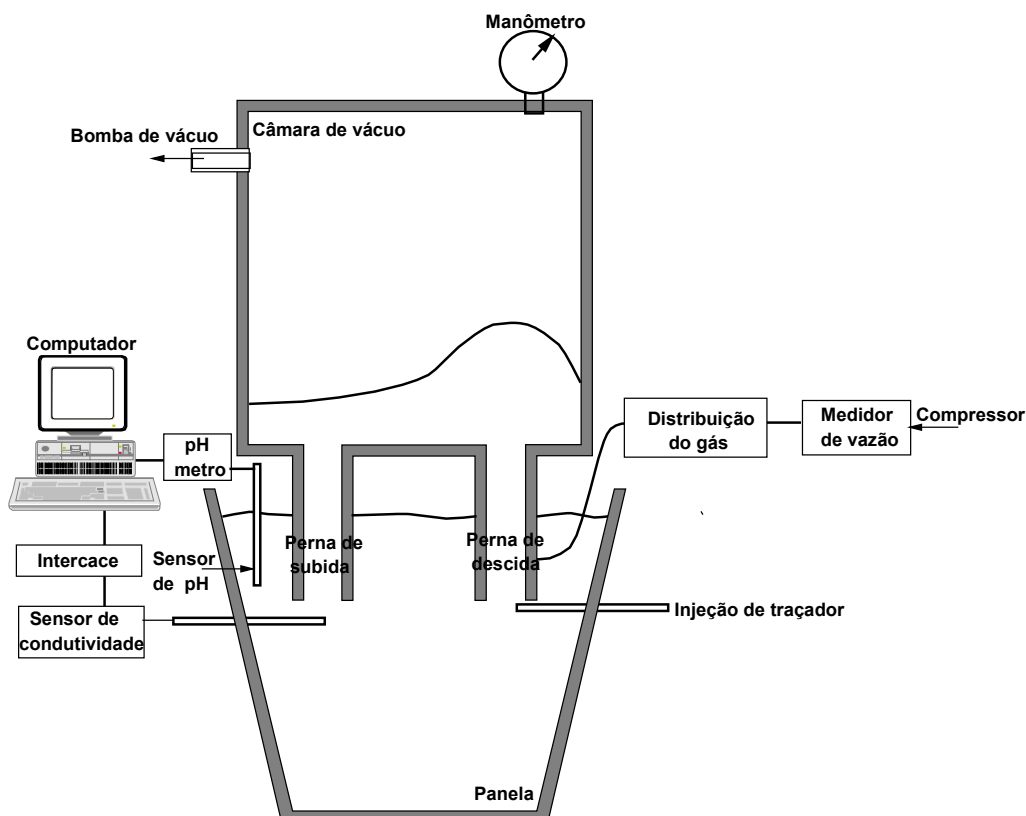 Manômetro
Bomba de vácuo
Câmara de vácuo
Computador
pH
metro
Distribuição
do gás
Medidor
de vazão
Compressor
Intercace
Sensor
de pH
Perna de
subida
Perna de
descida
Sensor de
condutividade
Injeção de traçador
Panela